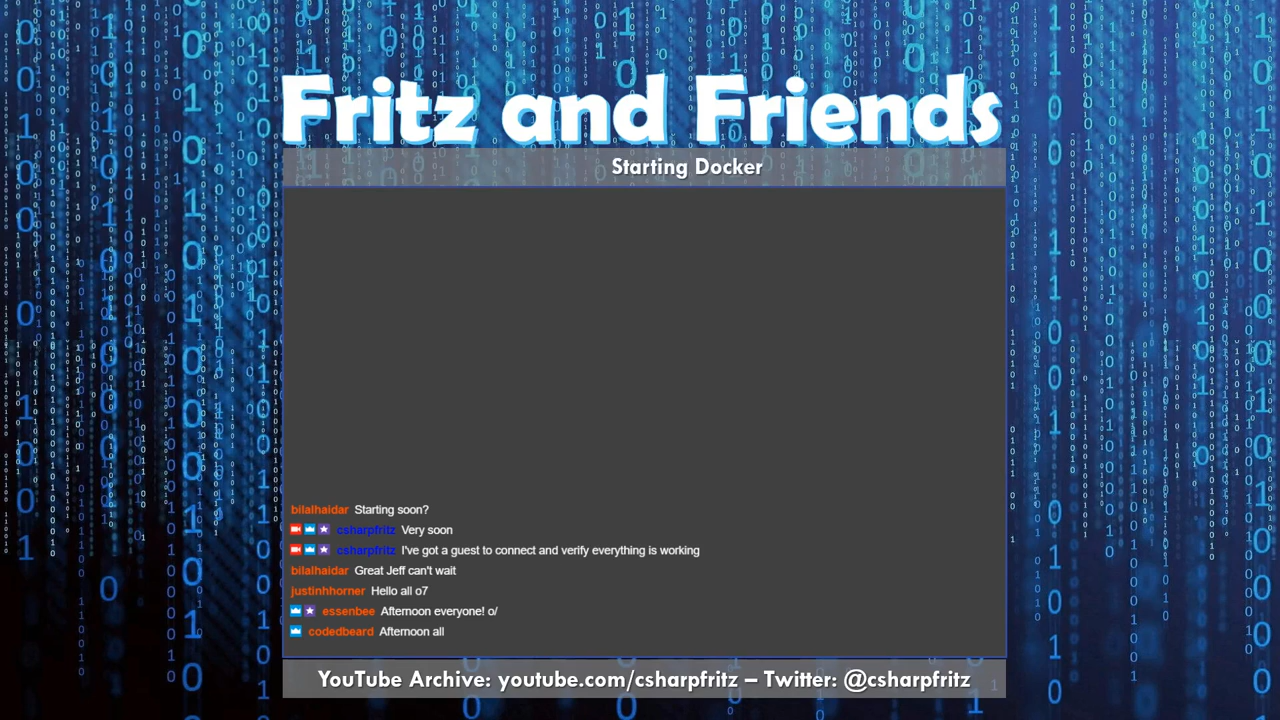 Fritz and Friends
Starting Docker
bilalhaidar Starting soon?
csharpfritz Very soon
csharpfritz I've got a guest to connect and verify everything is working
bilalhaidar Great Jeff can't wait
justinhhorner Hello all o7
essenbee Afternoon everyone! o/
codedbeard Afternoon all
YouTube Archive: youtube.com/csharpfritz – Twitter: @csharpfritz